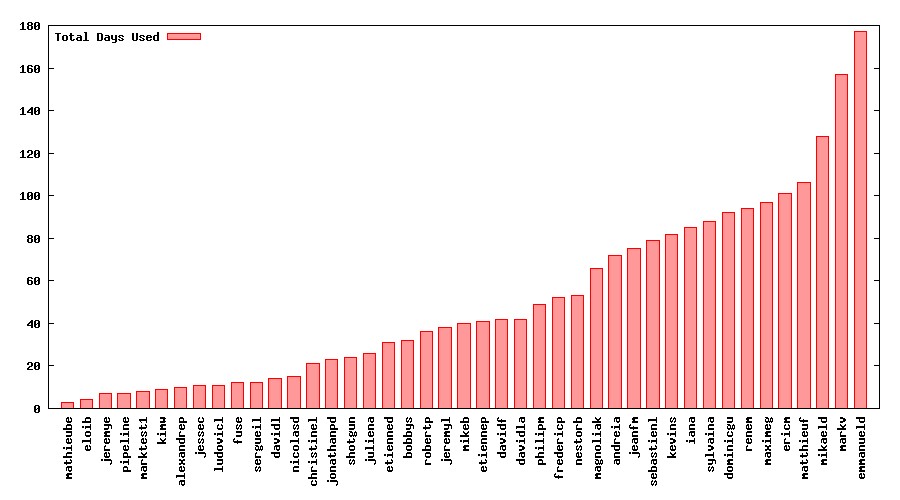 180
Total Days Used
160
140
120
100
80
60
40
20
0
mathieube
eloib
jeremye
pipeline
marktest1
kimw
alexandrep
jessec
ludovicl
fuse
sergueil
davidl
nicolasd
christinel
jonathanpd
shotgun
juliena
etienned
bobbys
robertp
jeremyl
mikeb
etiennep
davidf
davidla
philipm
fredericp
nestorb
magnoliak
andreia
jeanfm
sebastienl
kevins
iana
sylvaina
dominicgu
renem
maximeg
ericm
matthieuf
mikaeld
markv
emmanueld